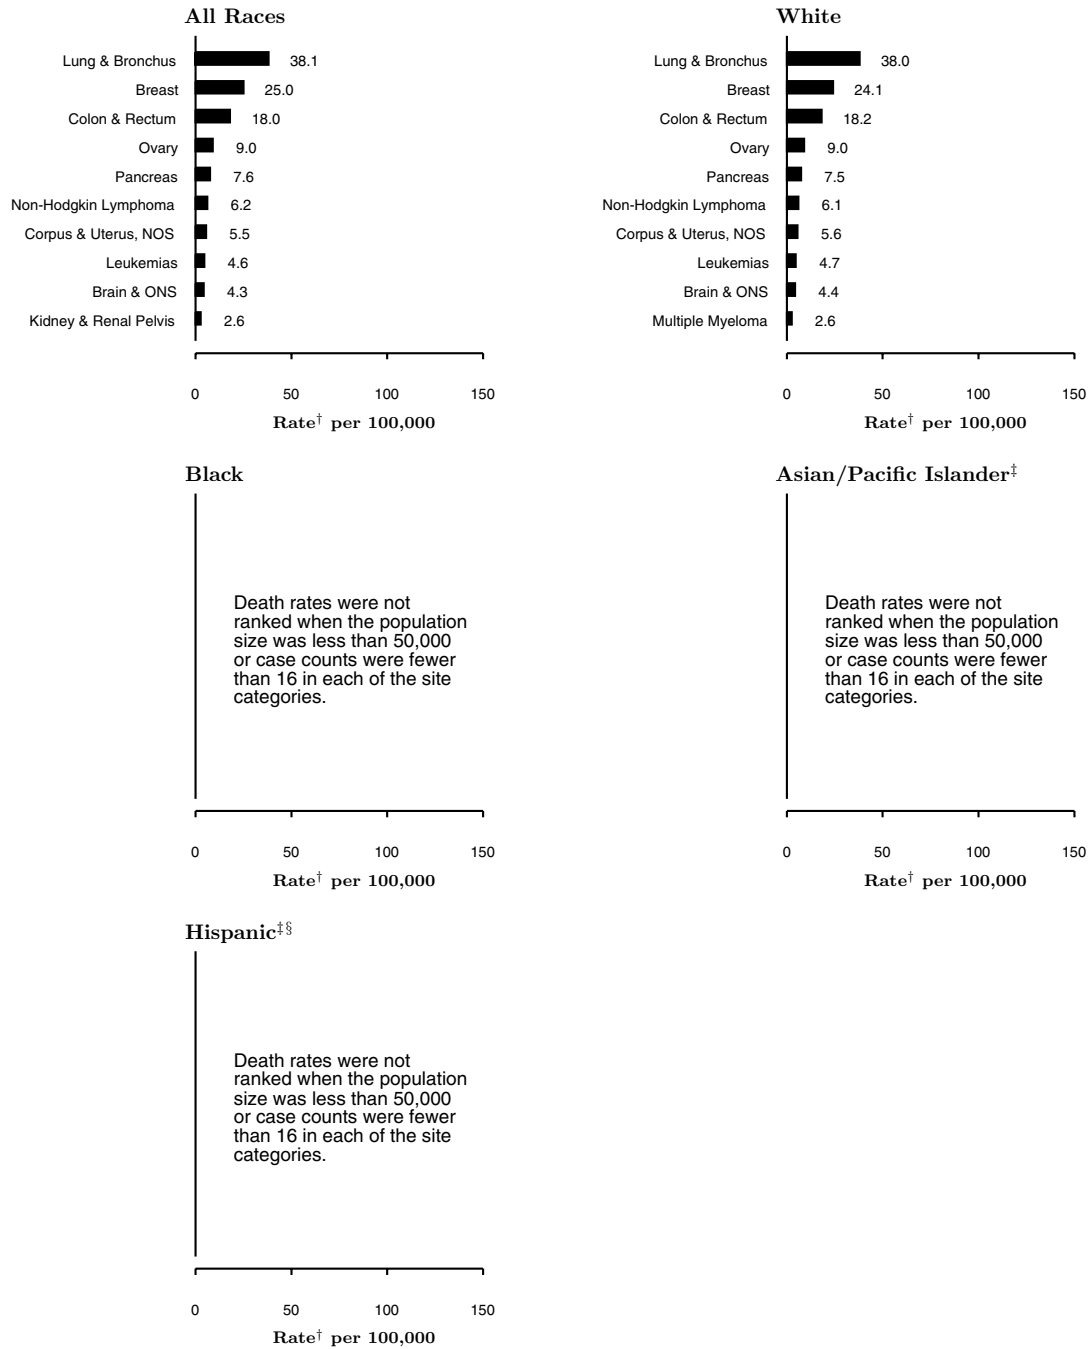 All Races
Lung & Bronchus 38.1
Breast 25.0
Colon & Rectum 18.0
Ovary 9.0
Pancreas 7.6
Non-Hodgkin Lymphoma 6.2
Corpus & Uterus, NOS 5.5
Leukemias 4.6
Brain & ONS 4.3
Kidney & Renal Pelvis 2.6
0 50 100 150
Rate† per 100,000
White
Lung & Bronchus 38.0
Breast 24.1
Colon & Rectum 18.2
Ovary 9.0
Pancreas 7.5
Non-Hodgkin Lymphoma 6.1
Corpus & Uterus, NOS 5.6
Leukemias 4.7
Brain & ONS 4.4
Multiple Myeloma 2.6
0 50 100 150
Rate† per 100,000
Black
Death rates were not
ranked when the population
size was less than 50,000
or case counts were fewer
than 16 in each of the site
categories.
0 50 100 150
Rate† per 100,000
Asian/Pacific Islander‡
Death rates were not
ranked when the population
size was less than 50,000
or case counts were fewer
than 16 in each of the site
categories.
0 50 100 150
Rate† per 100,000
Hispanic‡§
Death rates were not
ranked when the population
size was less than 50,000
or case counts were fewer
than 16 in each of the site
categories.
0 50 100 150
Rate† per 100,000